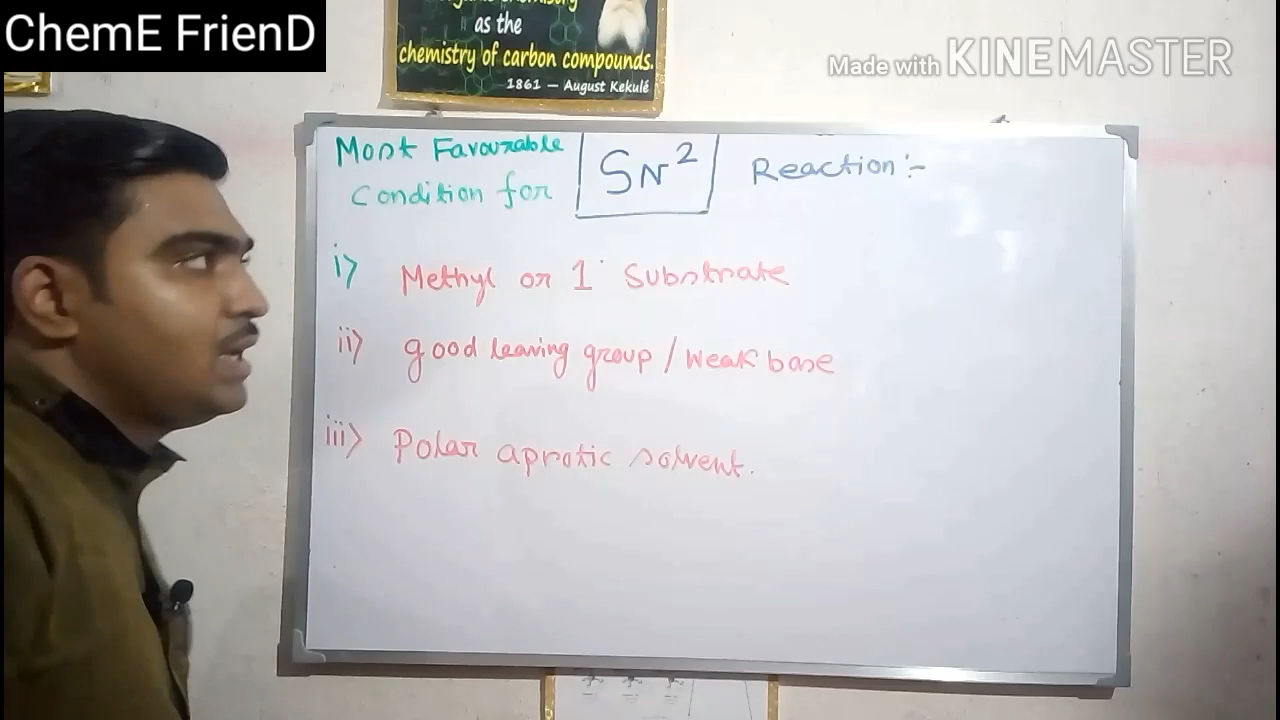 ChemE FrienD
as the
chemistry of carbon compounds.
1861 — August Kekulé
Made with KINEMASTER
Most Favourable
Condition for SN² Reaction :-
i) Methyl or 1° Substrate
ii) good leaving group / weak base
iii) Polar aprotic solvent.